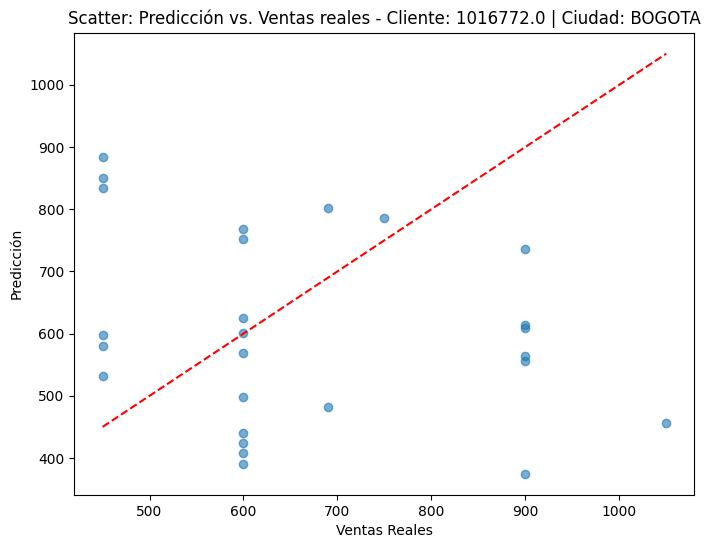 Scatter: Predicción vs. Ventas reales - Cliente: 1016772.0 | Ciudad: BOGOTA
1000
900
800
700
600
500
400
Predicción
500 600 700 800 900 1000
Ventas Reales